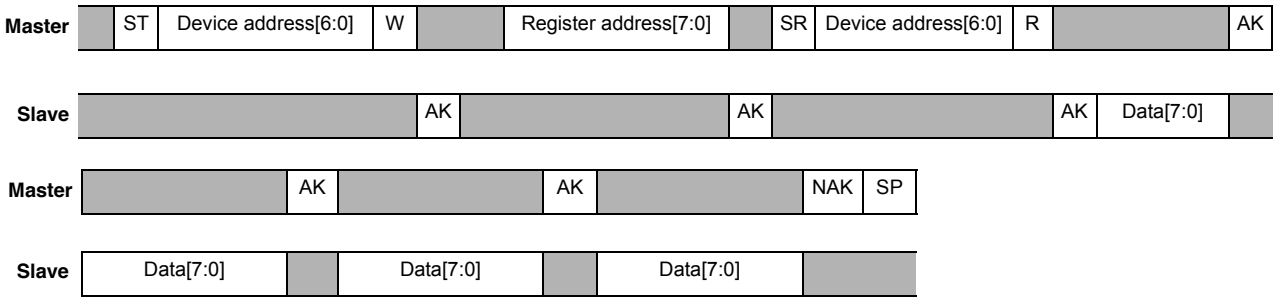 Master ST Device address[6:0] W Register address[7:0] SR Device address[6:0] R AK
Slave AK AK AK Data[7:0]
Master AK AK NAK SP
Slave Data[7:0] Data[7:0] Data[7:0]